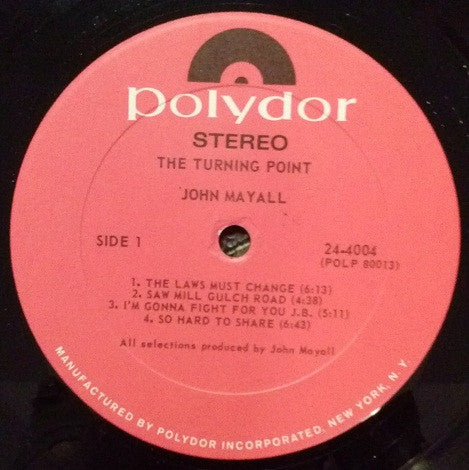 polydor
STEREO
THE TURNING POINT
JOHN MAYALL
SIDE 1
24-4004
(POLP 80013)
1. THE LAWS MUST CHANGE (6:13)
2. SAW MILL GULCH ROAD (4:38)
3. I'M GONNA FIGHT FOR YOU J.B. (5:11)
4. SO HARD TO SHARE (6:43)
All selections produced by John Mayall
MANUFACTURED BY POLYDOR INCORPORATED, NEW YORK, N. Y.